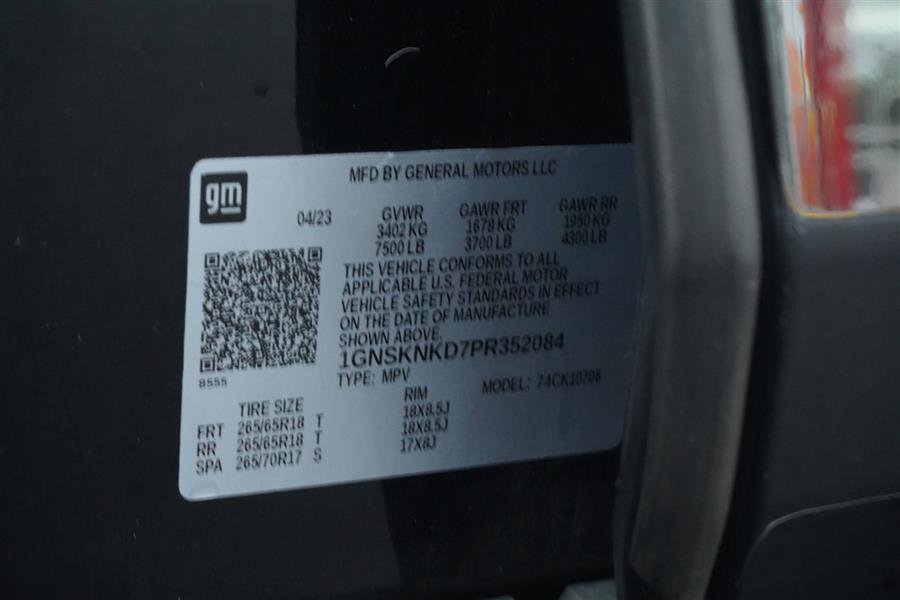 MFD BY GENERAL MOTORS LLC
gm
04/23
GVWR GAWR FRT GAWR RR
3402 KG 1678 KG 1950 KG
7500 LB 3700 LB 4300 LB
THIS VEHICLE CONFORMS TO ALL
APPLICABLE U.S. FEDERAL MOTOR
VEHICLE SAFETY STANDARDS IN EFFECT
ON THE DATE OF MANUFACTURE
SHOWN ABOVE.
1GNSKNKD7PR352084
B555
TYPE: MPV MODEL: 74CK10706
TIRE SIZE RIM
FRT 265/65R18 T 18X8.5J
RR 265/65R18 T 18X8.5J
SPA 265/70R17 S 17X8J